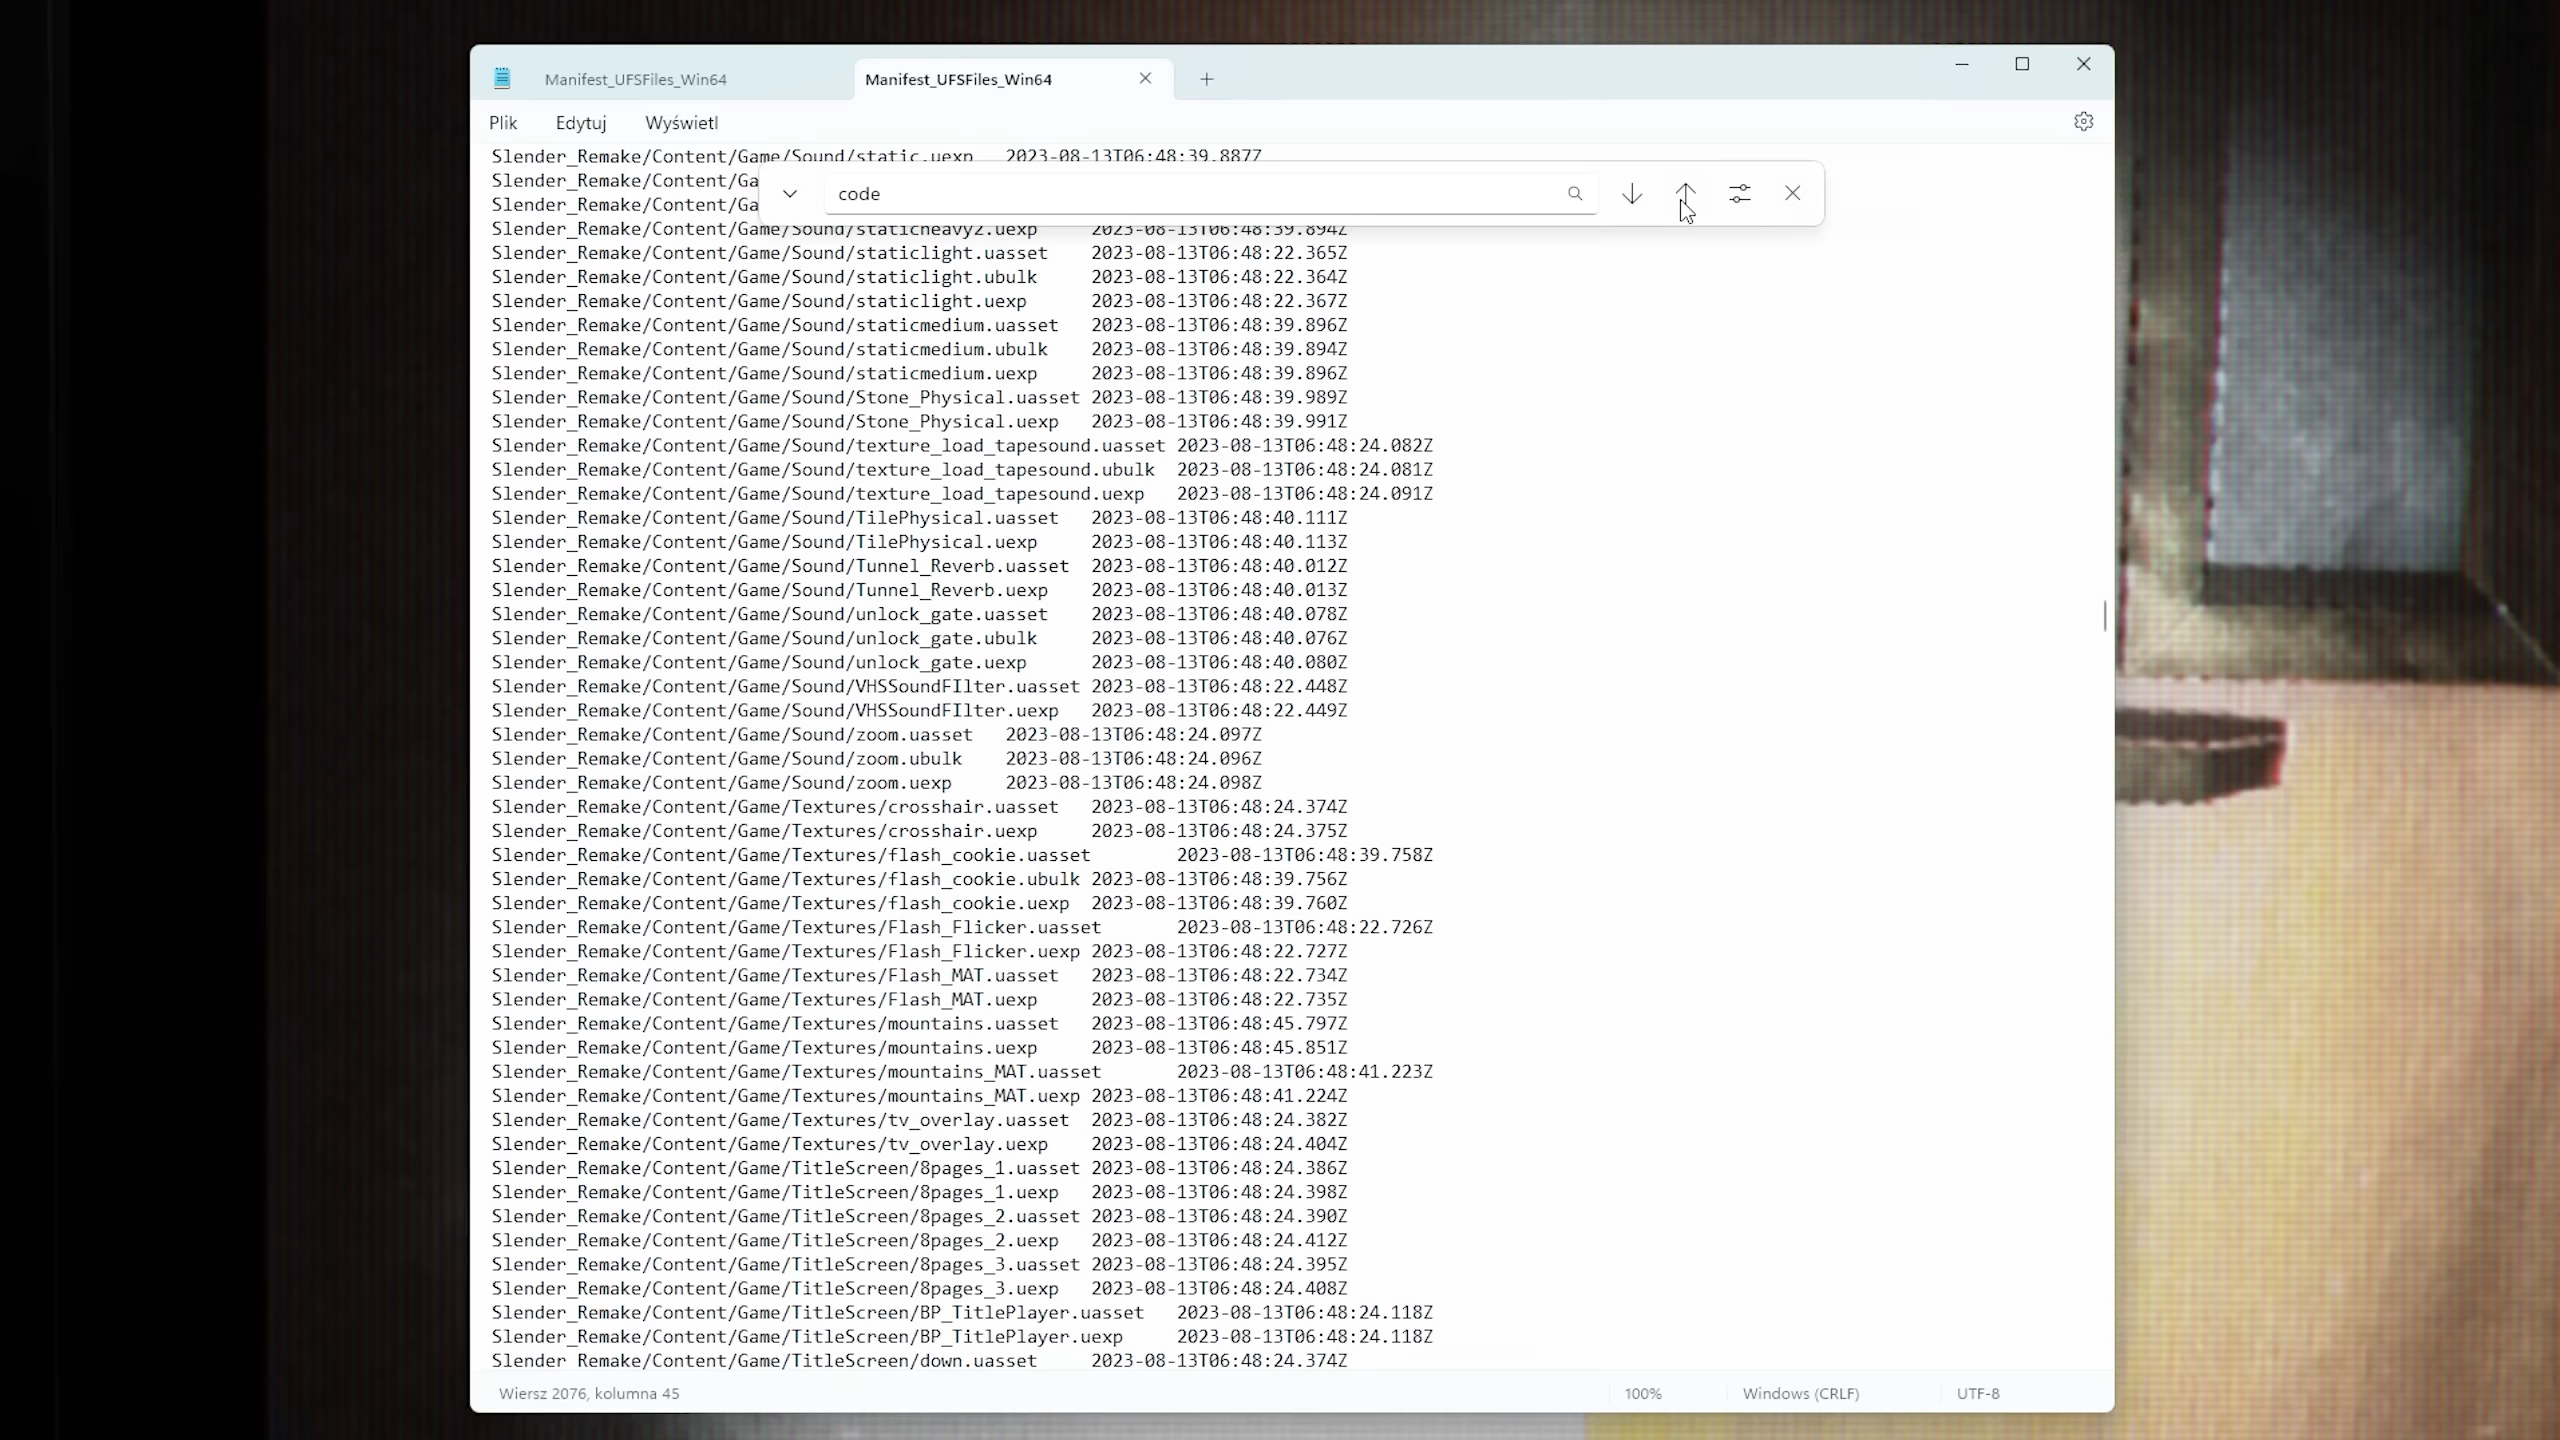 Manifest_UFSFiles_Win64
Manifest_UFSFiles_Win64
Plik Edytuj Wyświetl
code
Slender_Remake/Content/Game/Sound/static.uexp 2023-08-13T06:48:39.887Z
Slender_Remake/Content/Ga
Slender_Remake/Content/Ga
Slender_Remake/Content/Game/Sound/staticheavy2.uexp 2023-08-13T06:48:39.894Z
Slender_Remake/Content/Game/Sound/staticlight.uasset 2023-08-13T06:48:22.365Z
Slender_Remake/Content/Game/Sound/staticlight.ubulk 2023-08-13T06:48:22.364Z
Slender_Remake/Content/Game/Sound/staticlight.uexp 2023-08-13T06:48:22.367Z
Slender_Remake/Content/Game/Sound/staticmedium.uasset 2023-08-13T06:48:39.896Z
Slender_Remake/Content/Game/Sound/staticmedium.ubulk 2023-08-13T06:48:39.894Z
Slender_Remake/Content/Game/Sound/staticmedium.uexp 2023-08-13T06:48:39.896Z
Slender_Remake/Content/Game/Sound/Stone_Physical.uasset 2023-08-13T06:48:39.989Z
Slender_Remake/Content/Game/Sound/Stone_Physical.uexp 2023-08-13T06:48:39.991Z
Slender_Remake/Content/Game/Sound/texture_load_tapesound.uasset 2023-08-13T06:48:24.082Z
Slender_Remake/Content/Game/Sound/texture_load_tapesound.ubulk 2023-08-13T06:48:24.081Z
Slender_Remake/Content/Game/Sound/texture_load_tapesound.uexp 2023-08-13T06:48:24.091Z
Slender_Remake/Content/Game/Sound/TilePhysical.uasset 2023-08-13T06:48:40.111Z
Slender_Remake/Content/Game/Sound/TilePhysical.uexp 2023-08-13T06:48:40.113Z
Slender_Remake/Content/Game/Sound/Tunnel_Reverb.uasset 2023-08-13T06:48:40.012Z
Slender_Remake/Content/Game/Sound/Tunnel_Reverb.uexp 2023-08-13T06:48:40.013Z
Slender_Remake/Content/Game/Sound/unlock_gate.uasset 2023-08-13T06:48:40.078Z
Slender_Remake/Content/Game/Sound/unlock_gate.ubulk 2023-08-13T06:48:40.076Z
Slender_Remake/Content/Game/Sound/unlock_gate.uexp 2023-08-13T06:48:40.080Z
Slender_Remake/Content/Game/Sound/VHSSoundFIlter.uasset 2023-08-13T06:48:22.448Z
Slender_Remake/Content/Game/Sound/VHSSoundFIlter.uexp 2023-08-13T06:48:22.449Z
Slender_Remake/Content/Game/Sound/zoom.uasset 2023-08-13T06:48:24.097Z
Slender_Remake/Content/Game/Sound/zoom.ubulk 2023-08-13T06:48:24.096Z
Slender_Remake/Content/Game/Sound/zoom.uexp 2023-08-13T06:48:24.098Z
Slender_Remake/Content/Game/Textures/crosshair.uasset 2023-08-13T06:48:24.374Z
Slender_Remake/Content/Game/Textures/crosshair.uexp 2023-08-13T06:48:24.375Z
Slender_Remake/Content/Game/Textures/flash_cookie.uasset 2023-08-13T06:48:39.758Z
Slender_Remake/Content/Game/Textures/flash_cookie.ubulk 2023-08-13T06:48:39.756Z
Slender_Remake/Content/Game/Textures/flash_cookie.uexp 2023-08-13T06:48:39.760Z
Slender_Remake/Content/Game/Textures/Flash_Flicker.uasset 2023-08-13T06:48:22.726Z
Slender_Remake/Content/Game/Textures/Flash_Flicker.uexp 2023-08-13T06:48:22.727Z
Slender_Remake/Content/Game/Textures/Flash_MAT.uasset 2023-08-13T06:48:22.734Z
Slender_Remake/Content/Game/Textures/Flash_MAT.uexp 2023-08-13T06:48:22.735Z
Slender_Remake/Content/Game/Textures/mountains.uasset 2023-08-13T06:48:45.797Z
Slender_Remake/Content/Game/Textures/mountains.uexp 2023-08-13T06:48:45.851Z
Slender_Remake/Content/Game/Textures/mountains_MAT.uasset 2023-08-13T06:48:41.223Z
Slender_Remake/Content/Game/Textures/mountains_MAT.uexp 2023-08-13T06:48:41.224Z
Slender_Remake/Content/Game/Textures/tv_overlay.uasset 2023-08-13T06:48:24.382Z
Slender_Remake/Content/Game/Textures/tv_overlay.uexp 2023-08-13T06:48:24.404Z
Slender_Remake/Content/Game/TitleScreen/8pages_1.uasset 2023-08-13T06:48:24.386Z
Slender_Remake/Content/Game/TitleScreen/8pages_1.uexp 2023-08-13T06:48:24.398Z
Slender_Remake/Content/Game/TitleScreen/8pages_2.uasset 2023-08-13T06:48:24.390Z
Slender_Remake/Content/Game/TitleScreen/8pages_2.uexp 2023-08-13T06:48:24.412Z
Slender_Remake/Content/Game/TitleScreen/8pages_3.uasset 2023-08-13T06:48:24.395Z
Slender_Remake/Content/Game/TitleScreen/8pages_3.uexp 2023-08-13T06:48:24.408Z
Slender_Remake/Content/Game/TitleScreen/BP_TitlePlayer.uasset 2023-08-13T06:48:24.118Z
Slender_Remake/Content/Game/TitleScreen/BP_TitlePlayer.uexp 2023-08-13T06:48:24.118Z
Slender_Remake/Content/Game/TitleScreen/down.uasset 2023-08-13T06:48:24.374Z
Wiersz 2076, kolumna 45 100% Windows (CRLF) UTF-8